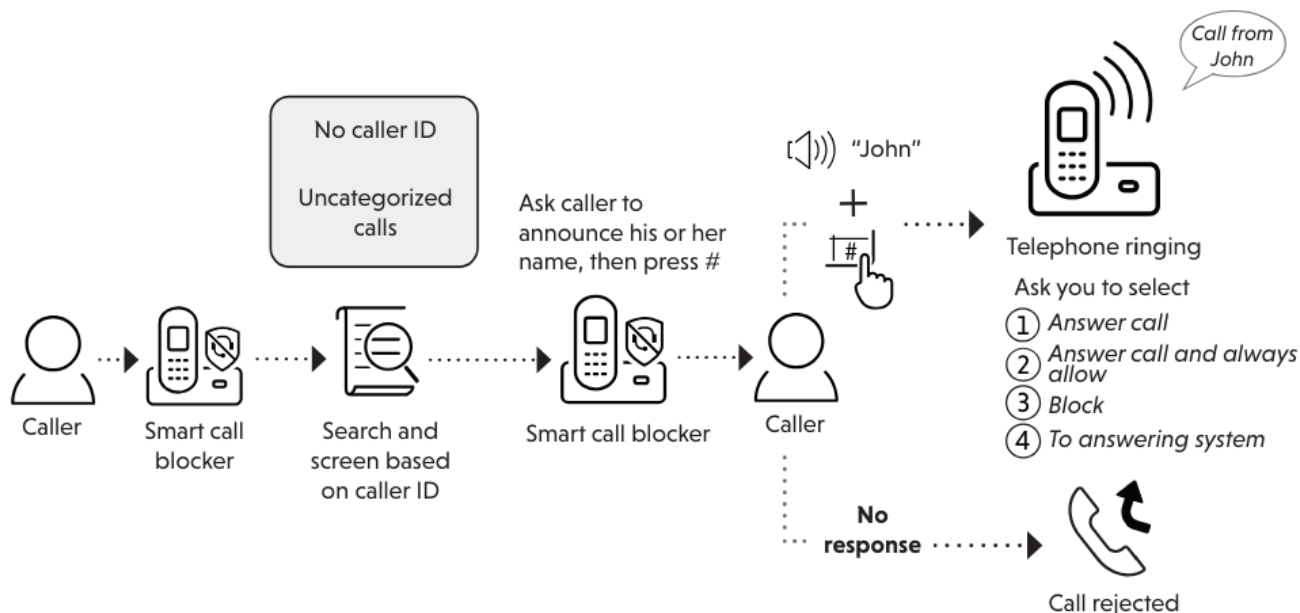 Call from
John
No caller ID
Uncategorized
calls
Ask caller to
announce his or her
name, then press #
"John"
+
#
Telephone ringing
Ask you to select
1 Answer call
2 Answer call and always
allow
3 Block
4 To answering system
Caller
Smart call
blocker
Search and
screen based
on caller ID
Smart call blocker
Caller
No
response
Call rejected